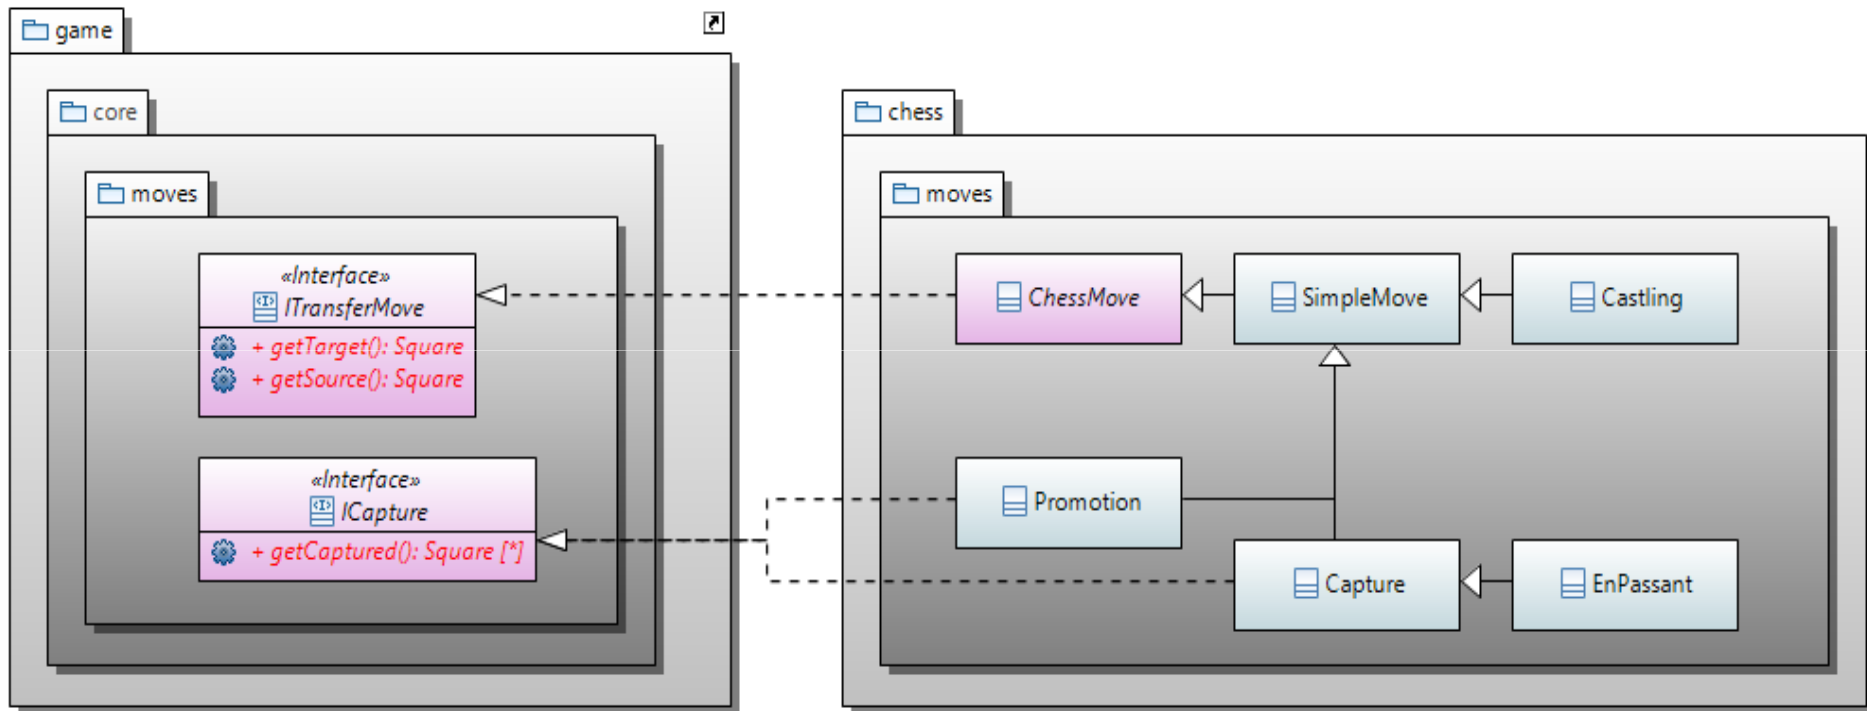 game
core
moves
«Interface»
ITransferMove
+ getTarget(): Square
+ getSource(): Square
«Interface»
ICapture
+ getCaptured(): Square [*]
chess
moves
ChessMove
SimpleMove
Castling
Promotion
Capture
EnPassant